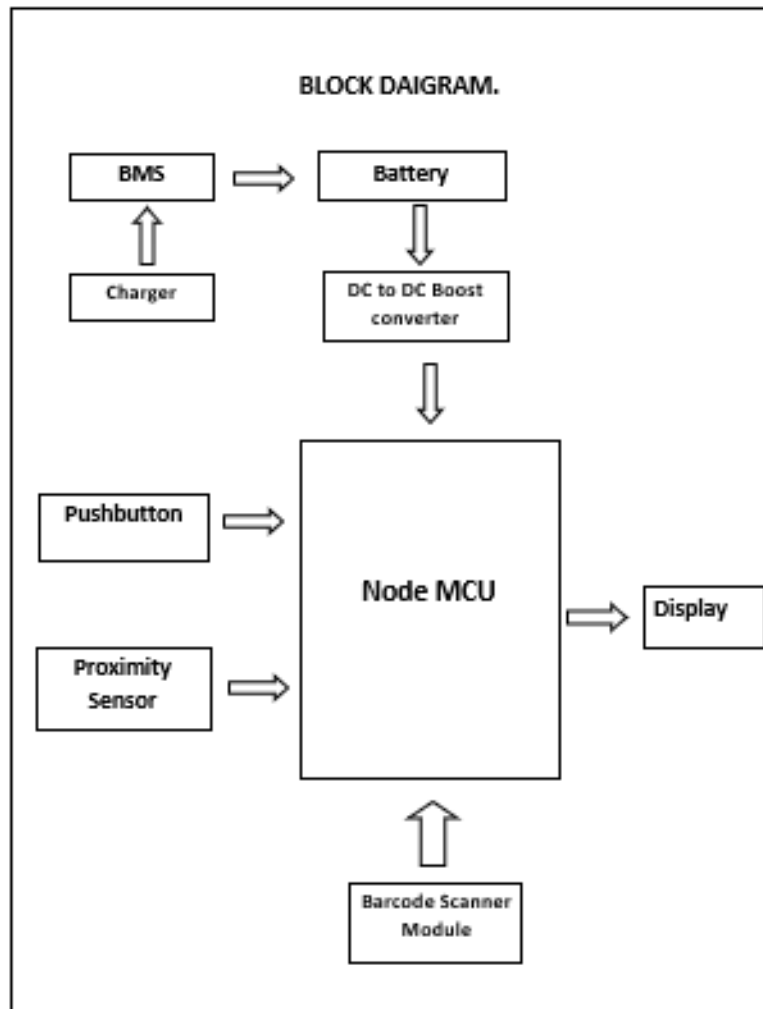 BLOCK DAIGRAM.
BMS
Battery
Charger
DC to DC Boost
converter
Pushbutton
Node MCU
Display
Proximity
Sensor
Barcode Scanner
Module